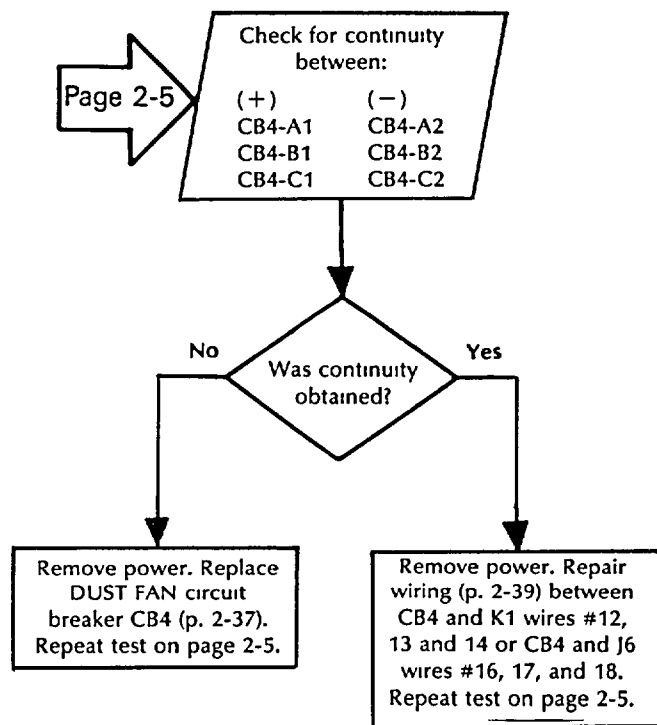 Check for continuity
between:
Page 2-5
(+) (−)
CB4-A1 CB4-A2
CB4-B1 CB4-B2
CB4-C1 CB4-C2
No
Yes
Was continuity
obtained?
Remove power. Replace
DUST FAN circuit
breaker CB4 (p. 2-37).
Repeat test on page 2-5.
Remove power. Repair
wiring (p. 2-39) between
CB4 and K1 wires #12,
13 and 14 or CB4 and J6
wires #16, 17, and 18.
Repeat test on page 2-5.